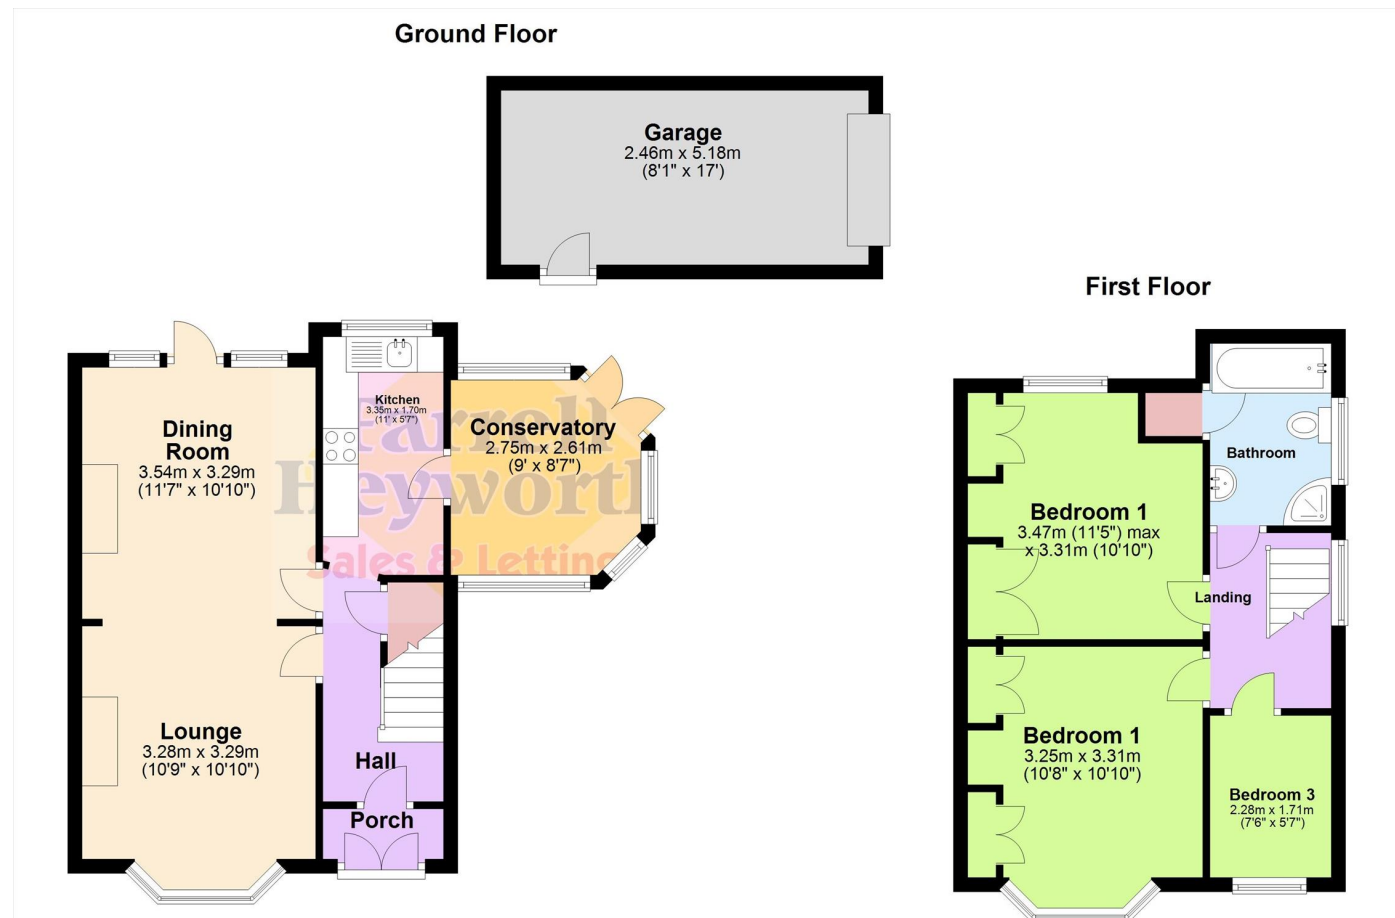 Ground Floor
Garage
2.46m x 5.18m
(8'1" x 17')
First Floor
Kitchen
3.35m x 1.70m
(11' x 5'7")
Dining
Room
3.54m x 3.29m
(11'7" x 10'10")
Conservatory
2.75m x 2.61m
(9' x 8'7")
Farrell
Heyworth
Sales & Letting
Lounge
3.28m x 3.29m
(10'9" x 10'10")
Hall
Porch
Bathroom
Bedroom 1
3.47m (11'5") max
x 3.31m (10'10")
Landing
Bedroom 1
3.25m x 3.31m
(10'8" x 10'10")
Bedroom 3
2.28m x 1.71m
(7'6" x 5'7")